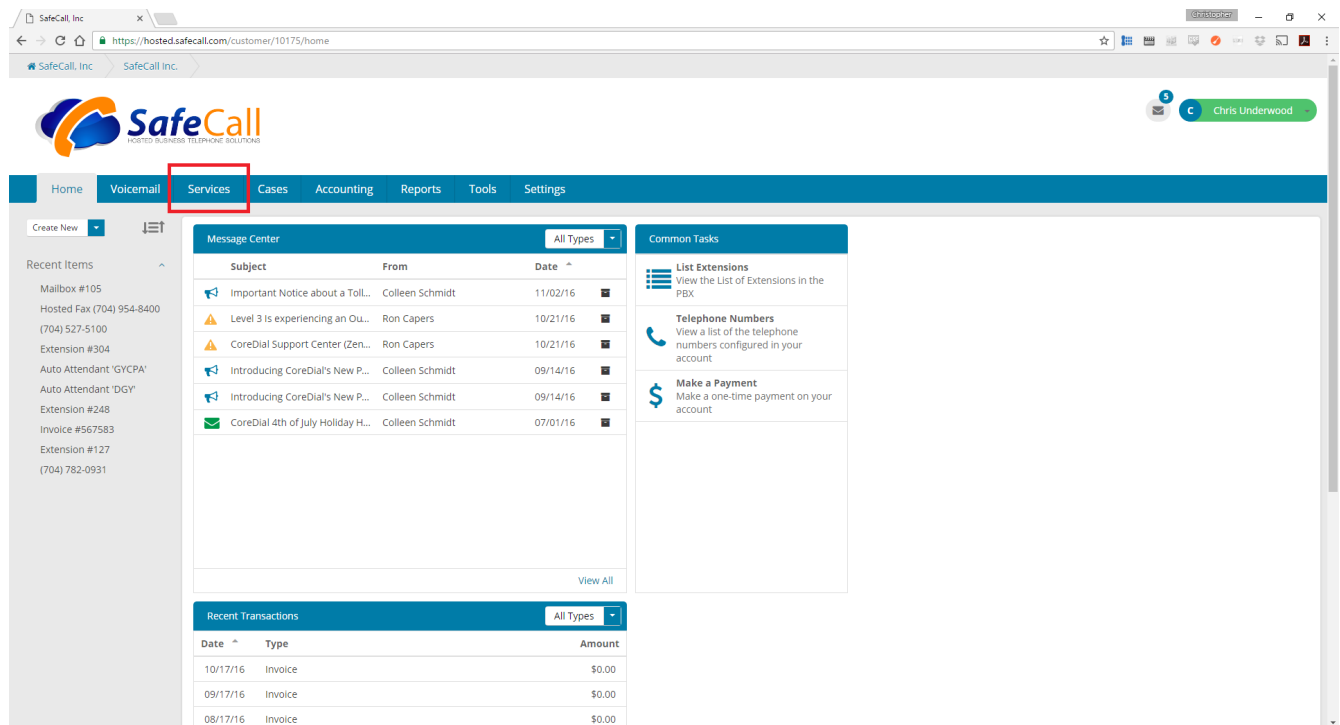 SafeCall, Inc
Christopher
https://hosted.safecall.com/customer/10175/home
SafeCall, Inc
SafeCall Inc.
SafeCall
HOSTED BUSINESS TELEPHONE SOLUTIONS
5
C Chris Underwood
Home Voicemail Services Cases Accounting Reports Tools Settings
Create New
Recent Items
Mailbox #105
Hosted Fax (704) 954-8400
(704) 527-5100
Extension #304
Auto Attendant 'GYCPA'
Auto Attendant 'DGY'
Extension #248
Invoice #567583
Extension #127
(704) 782-0931
Message Center All Types
Subject From Date
Important Notice about a Toll... Colleen Schmidt 11/02/16
Level 3 Is experiencing an Ou... Ron Capers 10/21/16
CoreDial Support Center (Zen... Ron Capers 10/21/16
Introducing CoreDial's New P... Colleen Schmidt 09/14/16
Introducing CoreDial's New P... Colleen Schmidt 09/14/16
CoreDial 4th of July Holiday H... Colleen Schmidt 07/01/16
View All
Common Tasks
List Extensions
View the List of Extensions in the
PBX
Telephone Numbers
View a list of the telephone
numbers configured in your
account
Make a Payment
Make a one-time payment on your
account
Recent Transactions All Types
Date Type Amount
10/17/16 Invoice $0.00
09/17/16 Invoice $0.00
08/17/16 Invoice $0.00